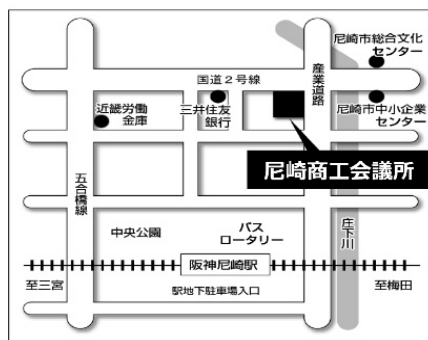 尼崎市総合文化
センター
国道2号線
産業道路
近畿労働
金庫
三井住友
銀行
尼崎市中小企業
センター
尼崎商工会議所
五合橋線
中央公園
バス
ロータリー
庄下川
阪神尼崎駅
至三宮
駅地下駐車場入口
至梅田